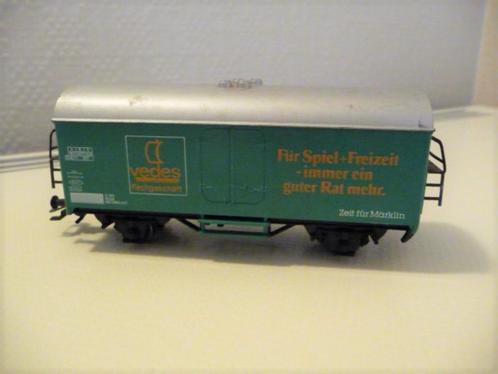 vedes
Fachgeschäft
Für Spiel+Freizeit
-immer ein
guter Rat mehr.
Zeit für Märklin